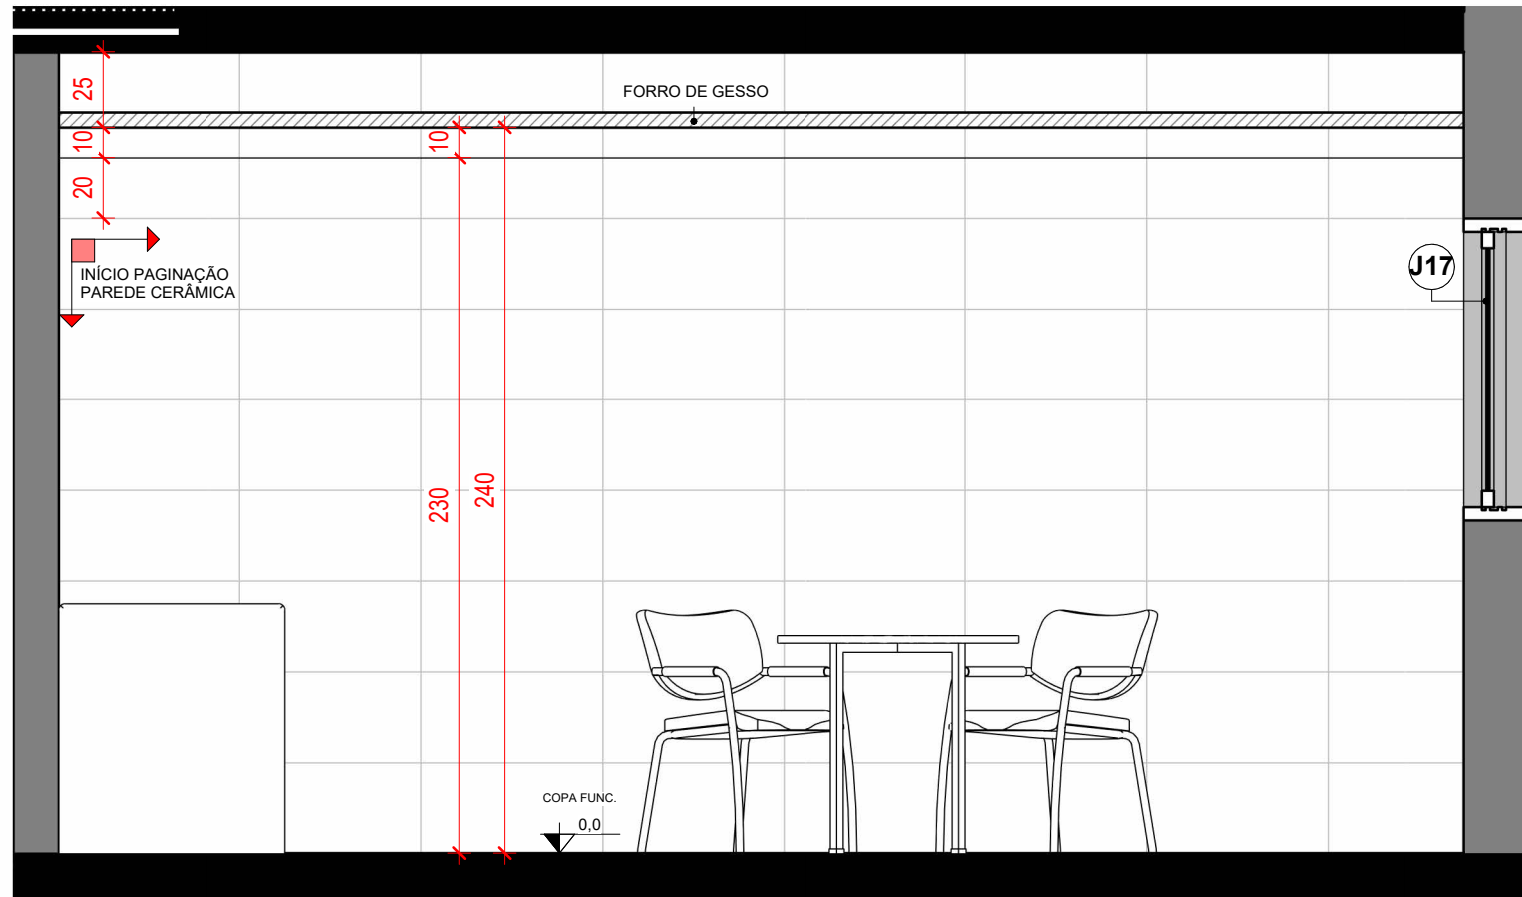 25
FORRO DE GESSO
10
10
20
INÍCIO PAGINAÇÃO
PAREDE CERÂMICA
J17
230
240
COPA FUNC.
0,0